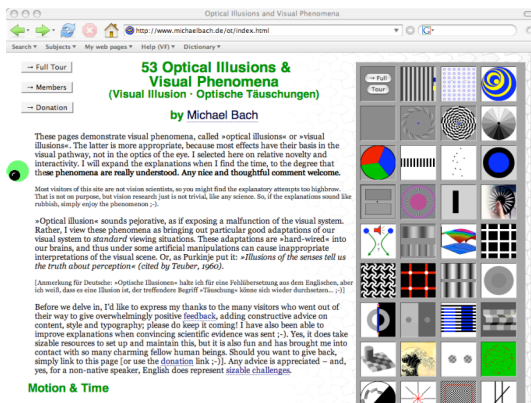 Optical Illusions and Visual Phenomena
http://www.michaelbach.de/ot/index.html
G
Search Subjects My web pages Help (VF) Dictionary
→ Full Tour
→ Members
→ Donation
53 Optical Illusions &
Visual Phenomena
(Visual Illusion · Optische Täuschungen)
by Michael Bach
→ Full
Tour
These pages demonstrate visual phenomena, called »optical illusions« or »visual
illusions«. The latter is more appropriate, because most effects have their basis in the
visual pathway, not in the optics of the eye. I selected here on relative novelty and
interactivity. I will expand the explanations when I find the time, to the degree that
these phenomena are really understood. Any nice and thoughtful comment welcome.
Most visitors of this site are not vision scientists, so you might find the explanatory attempts too highbrow.
That is not on purpose, but vision research just is not trivial, like any science. So, if the explanations sound like
rubbish, simply enjoy the phenomenon ;-).
»Optical illusion« sounds pejorative, as if exposing a malfunction of the visual system.
Rather, I view these phenomena as bringing out particular good adaptations of our
visual system to standard viewing situations. These adaptations are »hard-wired« into
our brains, and thus under some artificial manipulations can cause inappropriate
interpretations of the visual scene. Or, as Purkinje put it: »Illusions of the senses tell us
the truth about perception« (cited by Teuber, 1960).
[Anmerkung für Deutsche: »Optische Illusionen« halte ich für eine Fehlübersetzung aus dem Englischen, aber
ich weiß, dass es eine Illusion ist, der treffendere Begriff »Täuschung« könne sich wieder durchsetzen... ;-)]
Before we delve in, I'd like to express my thanks to the many visitors who went out of
their way to give overwhelmingly positive feedback, adding constructive advice on
content, style and typography; please do keep it coming! I have also been able to
improve explanations when convincing scientific evidence was sent ;-). Yes, it does take
sizable resources to set up and maintain this, but it is also fun and has brought me into
contact with so many charming fellow human beings. Should you want to give back,
simply link to this page [or use the donation link ;-)]. Any advice is appreciated – and,
yes, for a non-native speaker, English does represent sizable challenges.
Motion & Time